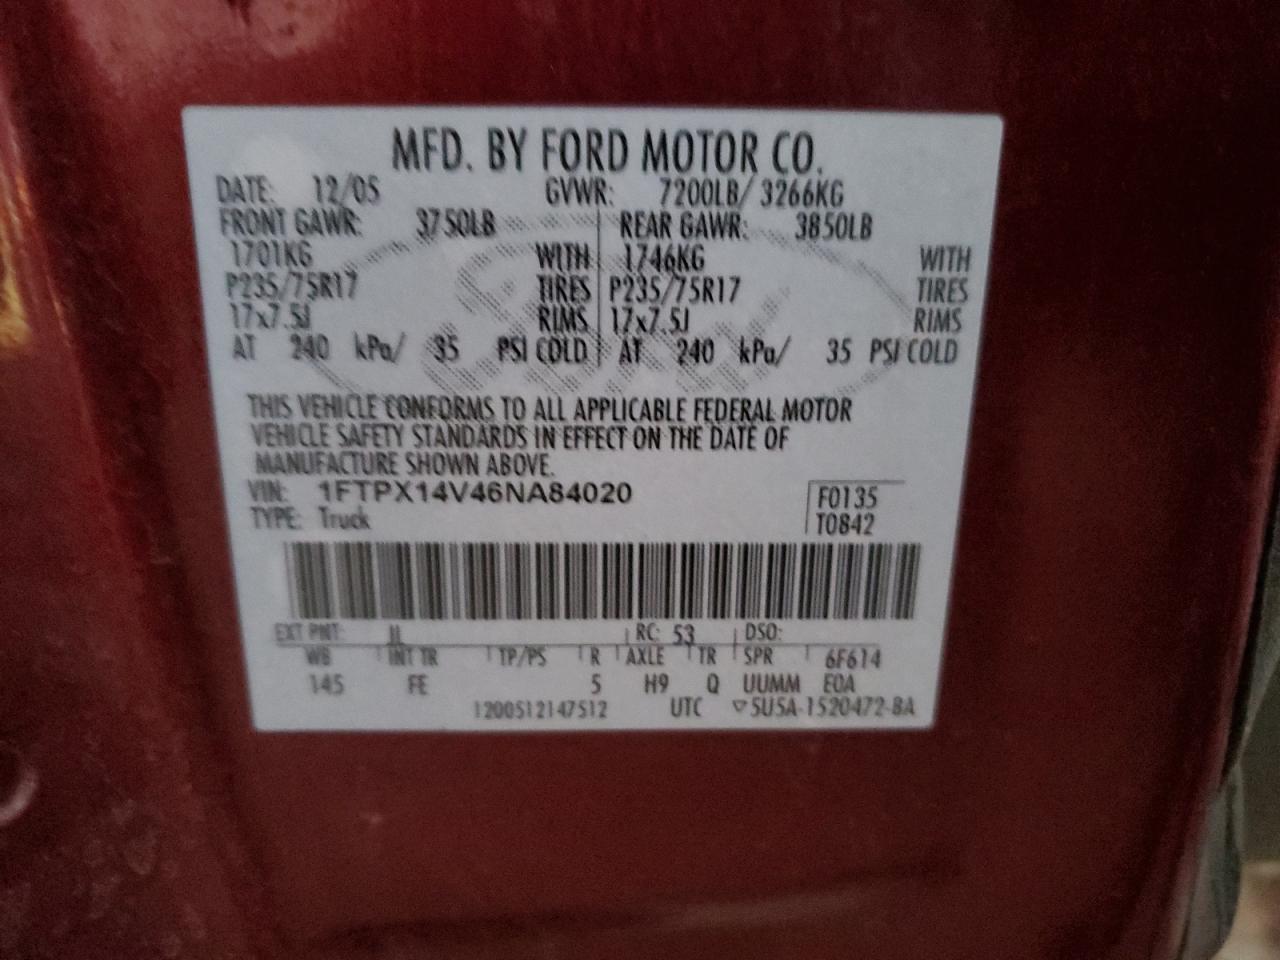 MFD. BY FORD MOTOR CO.
DATE: 12/05 GVWR: 7200LB/ 3266KG
FRONT GAWR: 3750LB REAR GAWR: 3850LB
1701KG WITH 1746KG WITH
P235/75R17 TIRES P235/75R17 TIRES
17x7.5J RIMS 17x7.5J RIMS
AT 240 kPa/ 35 PSI COLD AT 240 kPa/ 35 PSI COLD
THIS VEHICLE CONFORMS TO ALL APPLICABLE FEDERAL MOTOR
VEHICLE SAFETY STANDARDS IN EFFECT ON THE DATE OF
MANUFACTURE SHOWN ABOVE.
VIN: 1FTPX14V46NA84020 F0135
TYPE: Truck T0842
EXT PNT: RC: 53 DSO:
WB INT TR TP/PS R AXLE TR SPR 6F614
145 FE 5 H9 Q UUMM EOA
1200512147512 UTC ▽5U5A-1520472-BA